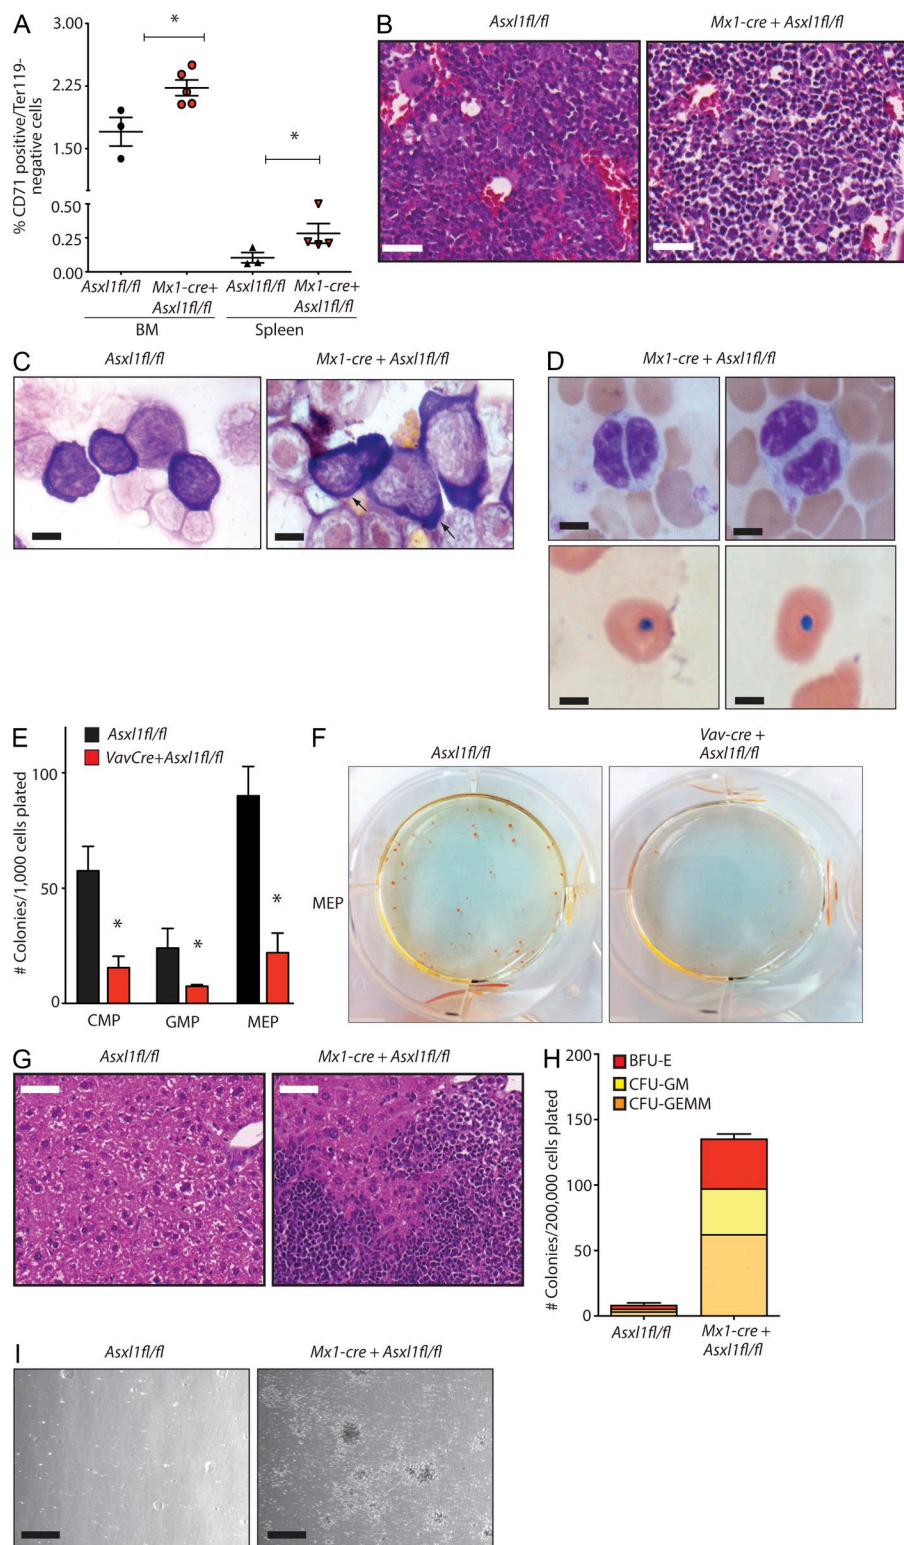 A
3.00
2.25
1.50
0.50
0.25
0.00
% CD71 positive/Ter119-
negative cells
*
*
Asxl1fl/fl
Mx1-cre+
Asxl1fl/fl
Asxl1fl/fl
Mx1-cre+
Asxl1fl/fl
BM
Spleen
B
Asxl1fl/fl
Mx1-cre + Asxl1fl/fl
C
Asxl1fl/fl
Mx1-cre + Asxl1fl/fl
D
Mx1-cre + Asxl1fl/fl
E
Asxl1fl/fl
VavCre+Asxl1fl/fl
100
50
0
# Colonies/1,000 cells plated
*
*
*
CMP
GMP
MEP
F
Asxl1fl/fl
Vav-cre +
Asxl1fl/fl
MEP
G
Asxl1fl/fl
Mx1-cre + Asxl1fl/fl
H
200
150
100
50
0
# Colonies/200,000 cells plated
BFU-E
CFU-GM
CFU-GEMM
Asxl1fl/fl
Mx1-cre +
Asxl1fl/fl
I
Asxl1fl/fl
Mx1-cre + Asxl1fl/fl